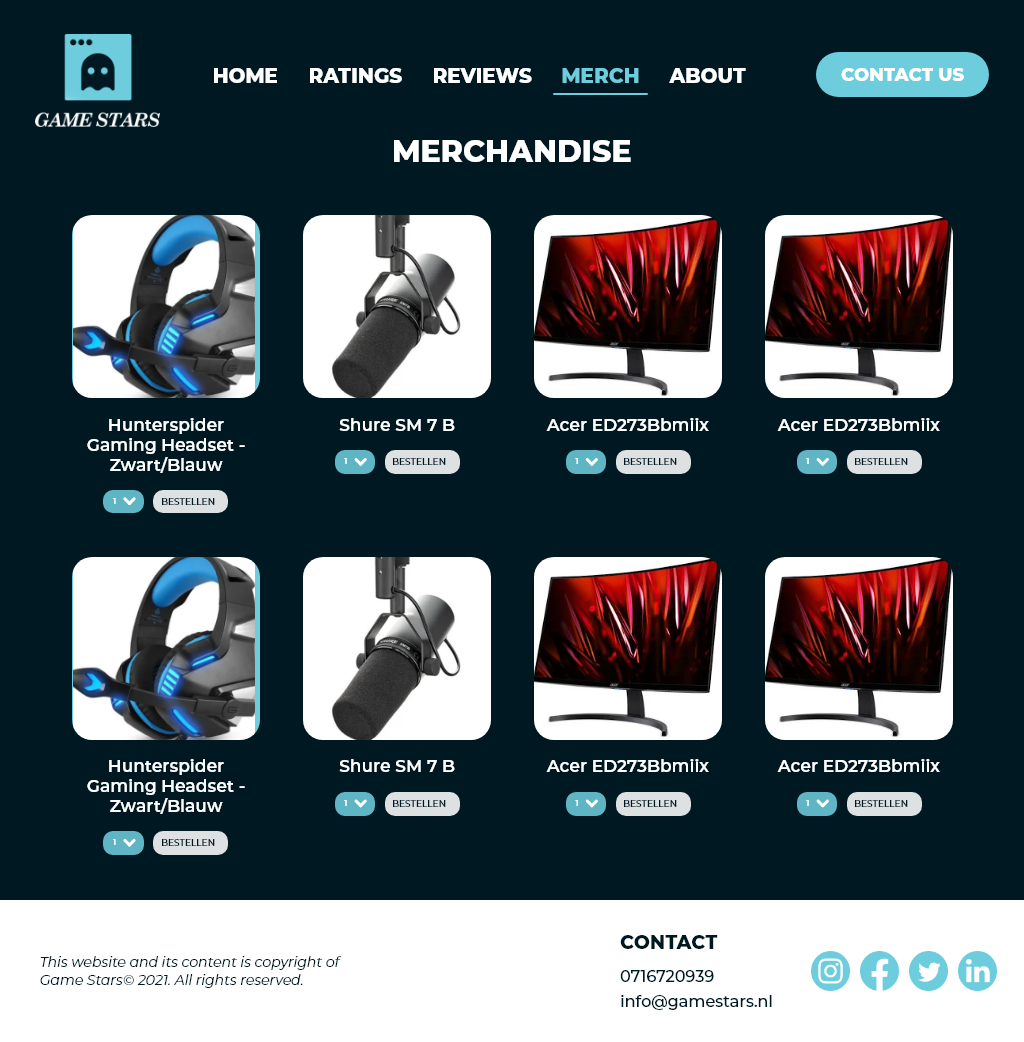 GAME STARS
HOME RATINGS REVIEWS MERCH ABOUT
CONTACT US
MERCHANDISE
Hunterspider
Gaming Headset -
Zwart/Blauw
1 BESTELLEN
Shure SM 7 B
1 BESTELLEN
Acer ED273Bbmiix
1 BESTELLEN
Acer ED273Bbmiix
1 BESTELLEN
Hunterspider
Gaming Headset -
Zwart/Blauw
1 BESTELLEN
Shure SM 7 B
1 BESTELLEN
Acer ED273Bbmiix
1 BESTELLEN
Acer ED273Bbmiix
1 BESTELLEN
This website and its content is copyright of
Game Stars© 2021. All rights reserved.
CONTACT
0716720939
info@gamestars.nl